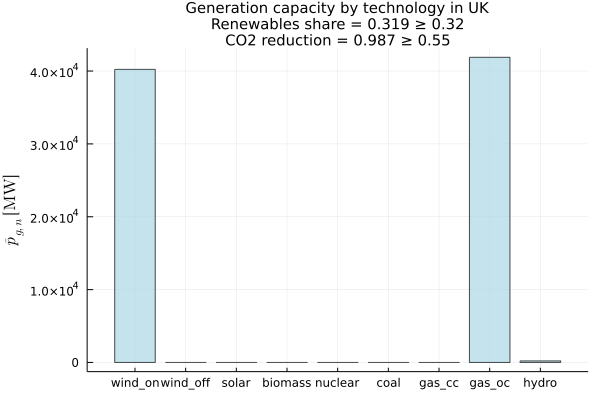 Generation capacity by technology in UK
Renewables share = 0.319 ≥ 0.32
CO2 reduction = 0.987 ≥ 0.55
4.0×10⁴
3.0×10⁴
2.0×10⁴
1.0×10⁴
0
p̄_{g,n} [MW]
wind_on wind_off solar biomass nuclear coal gas_cc gas_oc hydro